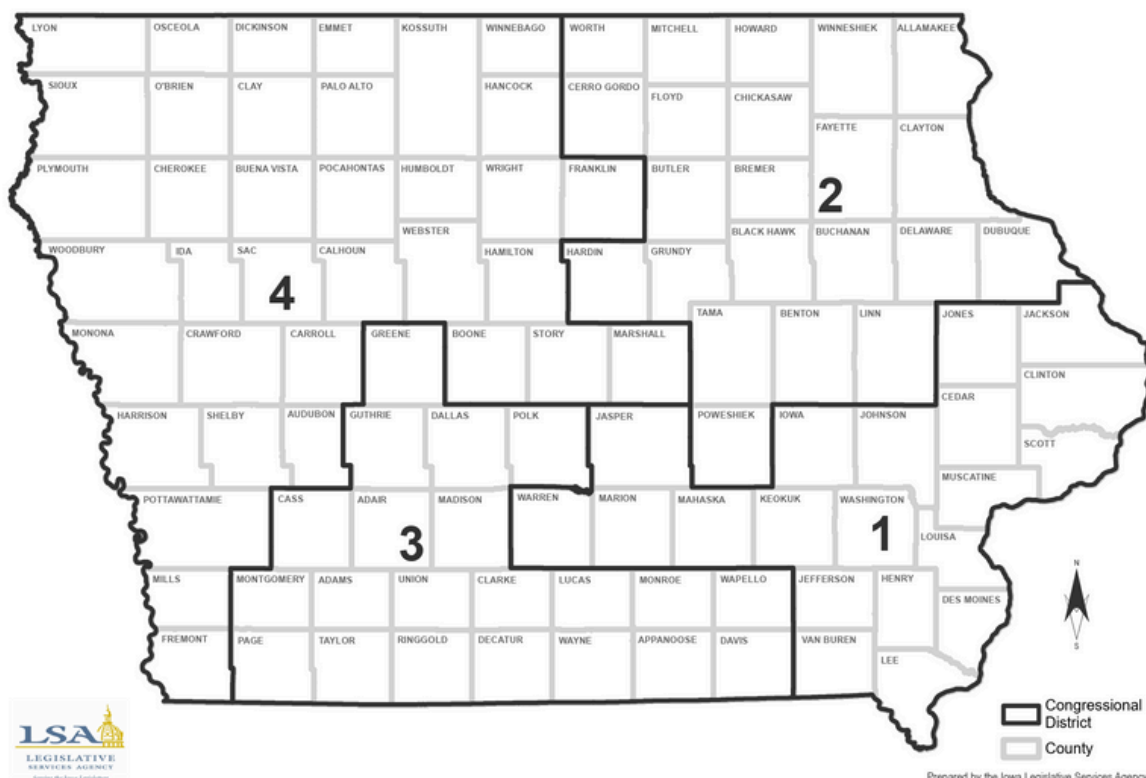 LYON OSCEOLA DICKINSON EMMET KOSSUTH WINNEBAGO WORTH MITCHELL HOWARD WINNESHIEK ALLAMAKEE
SIOUX O'BRIEN CLAY PALO ALTO HANCOCK CERRO GORDO
FLOYD CHICKASAW
FAYETTE CLAYTON
PLYMOUTH CHEROKEE BUENA VISTA POCAHONTAS HUMBOLDT WRIGHT FRANKLIN BUTLER BREMER
2
WEBSTER BLACK HAWK BUCHANAN DELAWARE DUBUQUE
WOODBURY IDA SAC CALHOUN HAMILTON HARDIN GRUNDY
4
TAMA BENTON LINN JONES JACKSON
MONONA CRAWFORD CARROLL GREENE BOONE STORY MARSHALL
CLINTON
CEDAR
HARRISON SHELBY AUDUBON GUTHRIE DALLAS POLK JASPER POWESHIEK IOWA JOHNSON
SCOTT
MUSCATINE
POTTAWATTAMIE CASS ADAIR MADISON WARREN MARION MAHASKA KEOKUK WASHINGTON
3 1
LOUISA
MILLS MONTGOMERY ADAMS UNION CLARKE LUCAS MONROE WAPELLO JEFFERSON HENRY
N
DES MOINES
FREMONT PAGE TAYLOR RINGGOLD DECATUR WAYNE APPANOOSE DAVIS VAN BUREN
S
LEE
Congressional
District
County
LSA
LEGISLATIVE
SERVICES AGENCY
Prepared by the Iowa Legislative Services Agency